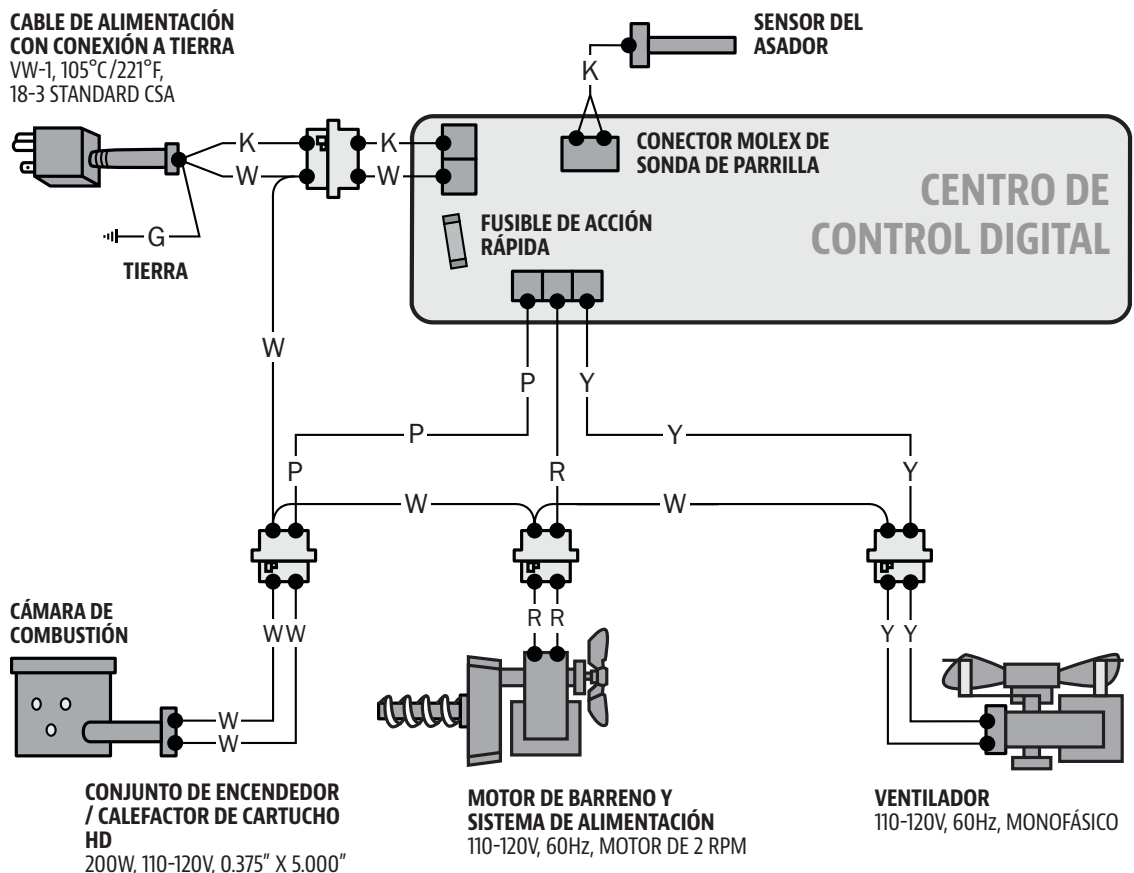 CABLE DE ALIMENTACIÓN
CON CONEXIÓN A TIERRA
VW-1, 105°C/221°F,
18-3 STANDARD CSA
SENSOR DEL
ASADOR
K
CONECTOR MOLEX DE
SONDA DE PARRILLA
CENTRO DE
CONTROL DIGITAL
K
K
W
W
G
TIERRA
FUSIBLE DE ACCIÓN
RÁPIDA
W
P
Y
P
Y
P
R
Y
W
W
CÁMARA DE
COMBUSTIÓN
W W
R R
Y Y
W
W
CONJUNTO DE ENCENDEDOR
/ CALEFACTOR DE CARTUCHO
HD
200W, 110-120V, 0.375" X 5.000"
MOTOR DE BARRENO Y
SISTEMA DE ALIMENTACIÓN
110-120V, 60Hz, MOTOR DE 2 RPM
VENTILADOR
110-120V, 60Hz, MONOFÁSICO